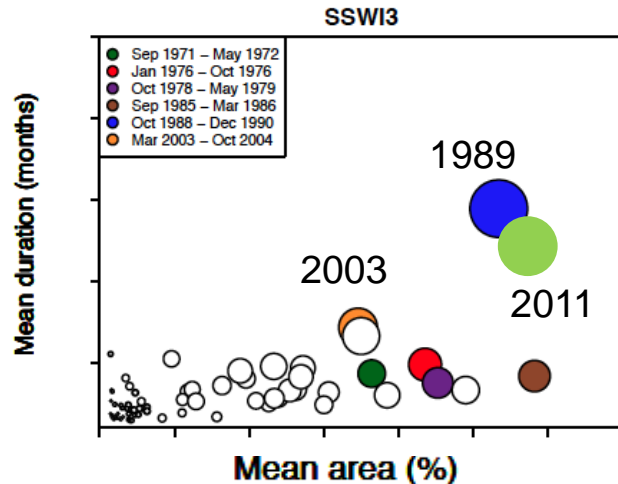 SSWI3
Sep 1971 – May 1972
Jan 1976 – Oct 1976
Oct 1978 – May 1979
Sep 1985 – Mar 1986
Oct 1988 – Dec 1990
Mar 2003 – Oct 2004
1989
2003
2011
Mean duration (months)
Mean area (%)